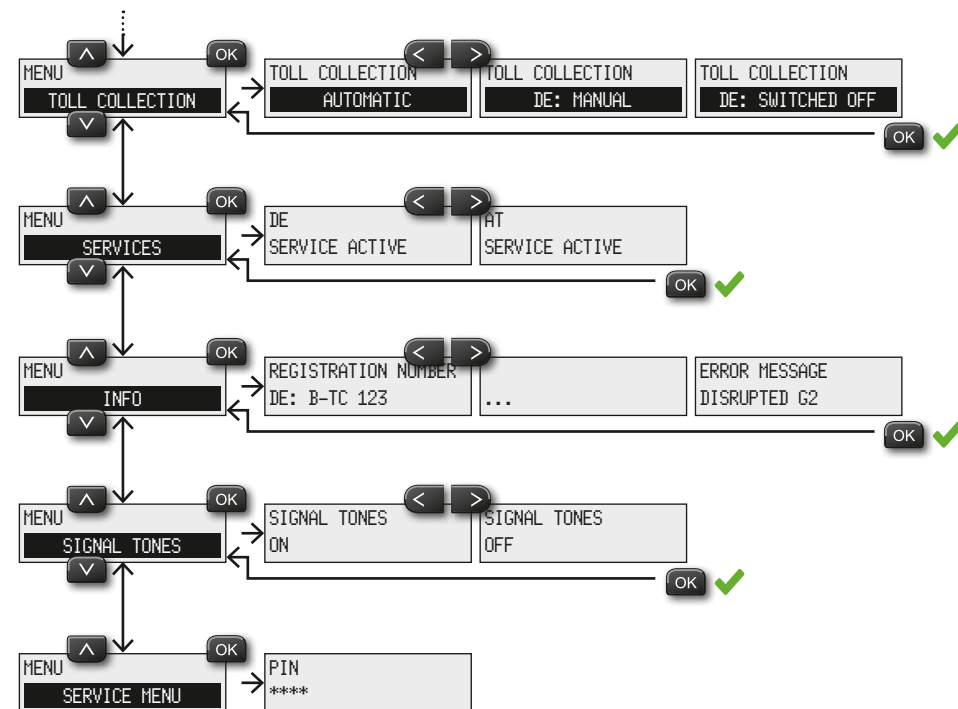 OK
MENU
TOLL COLLECTION
TOLL COLLECTION
AUTOMATIC
TOLL COLLECTION
DE: MANUAL
TOLL COLLECTION
DE: SWITCHED OFF
OK
OK
MENU
SERVICES
DE
SERVICE ACTIVE
AT
SERVICE ACTIVE
OK
OK
MENU
INFO
REGISTRATION NUMBER
DE: B-TC 123
...
ERROR MESSAGE
DISRUPTED G2
OK
OK
MENU
SIGNAL TONES
SIGNAL TONES
ON
SIGNAL TONES
OFF
OK
OK
MENU
SERVICE MENU
PIN
****